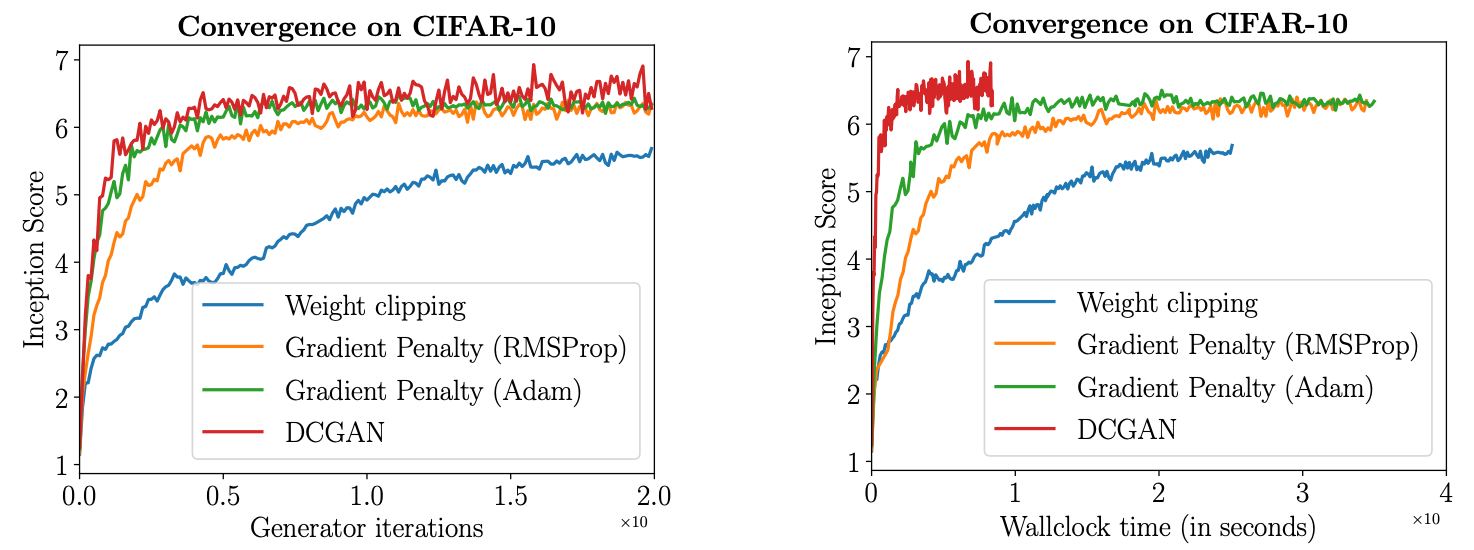 Convergence on CIFAR-10
7
6
5
4
3
2
1
Inception Score
Weight clipping
Gradient Penalty (RMSProp)
Gradient Penalty (Adam)
DCGAN
0.0 0.5 1.0 1.5 2.0
×10
Generator iterations
Convergence on CIFAR-10
7
6
5
4
3
2
1
Inception Score
Weight clipping
Gradient Penalty (RMSProp)
Gradient Penalty (Adam)
DCGAN
0 1 2 3 4
×10
Wallclock time (in seconds)